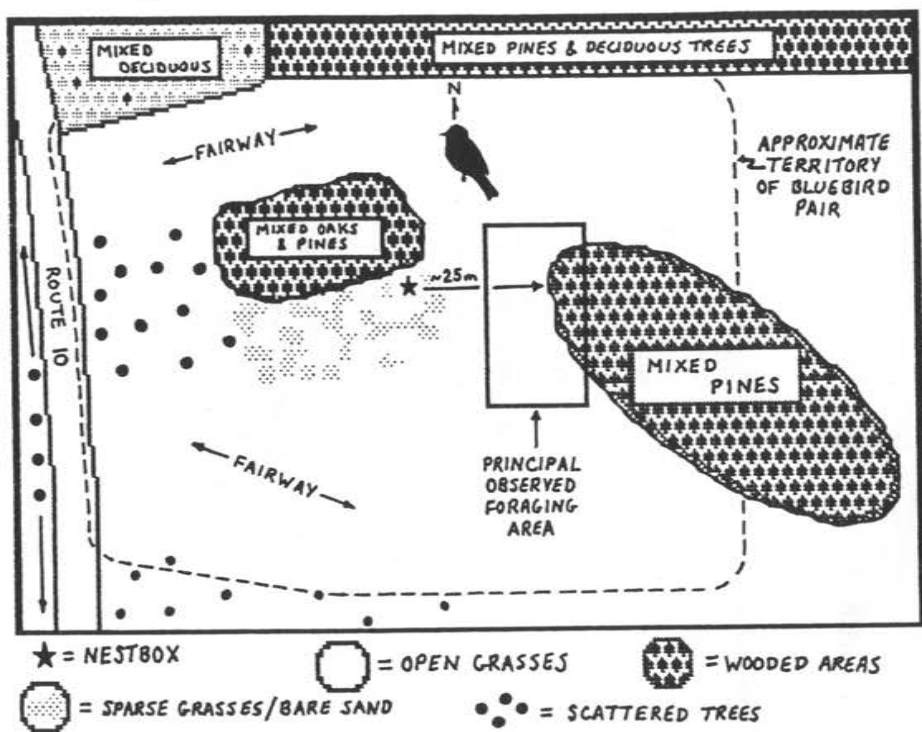 MIXED
DECIDUOUS
MIXED PINES & DECIDUOUS TREES
N
FAIRWAY
APPROXIMATE
TERRITORY
OF BLUEBIRD
PAIR
MIXED OAKS
& PINES
~25m
ROUTE 10
MIXED
PINES
FAIRWAY
PRINCIPAL
OBSERVED
FORAGING
AREA
★ = NESTBOX
= OPEN GRASSES
= WOODED AREAS
= SPARSE GRASSES/BARE SAND
= SCATTERED TREES